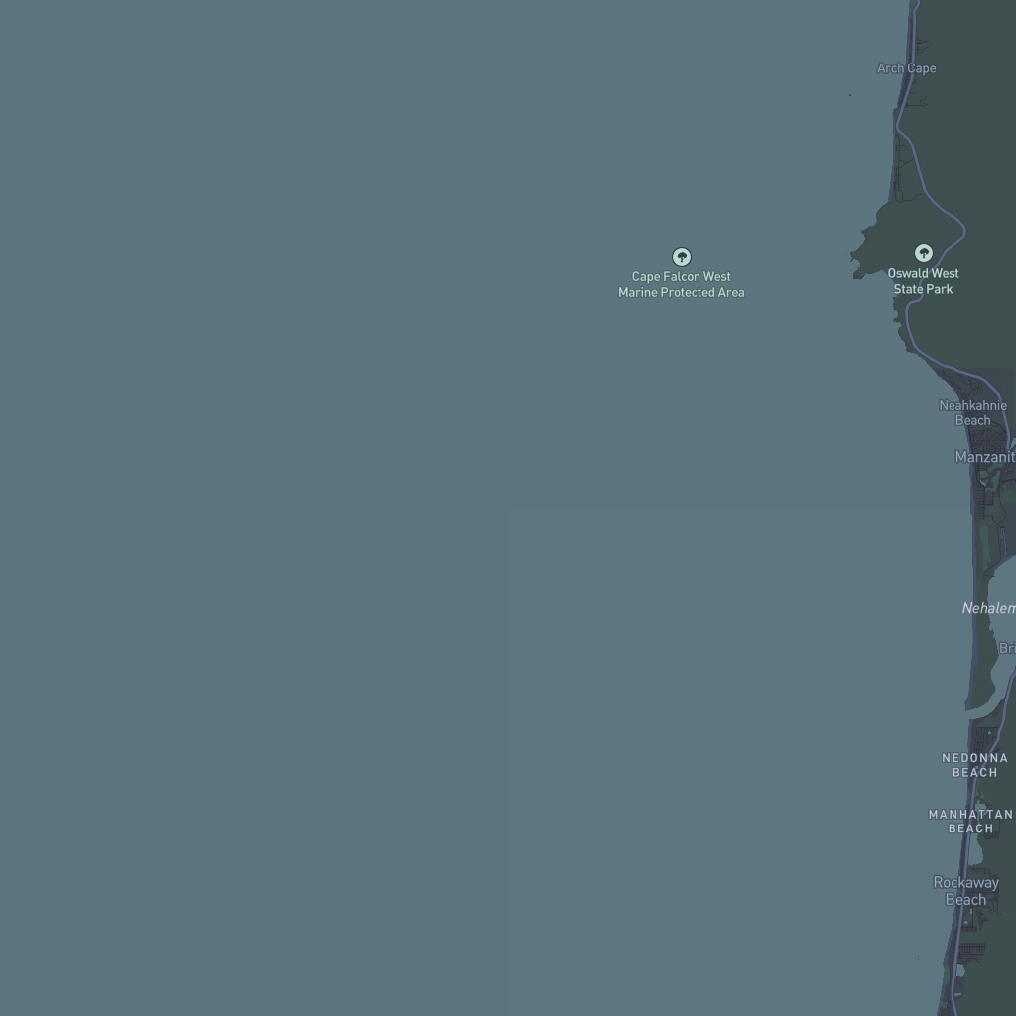 Arch Cape
Cape Falcor West
Marine Protected Area
Oswald West
State Park
Neahkahnie
Beach
Manzanit
Nehalem
Bri
NEDONNA
BEACH
MANHATTAN
BEACH
Rockaway
Beach